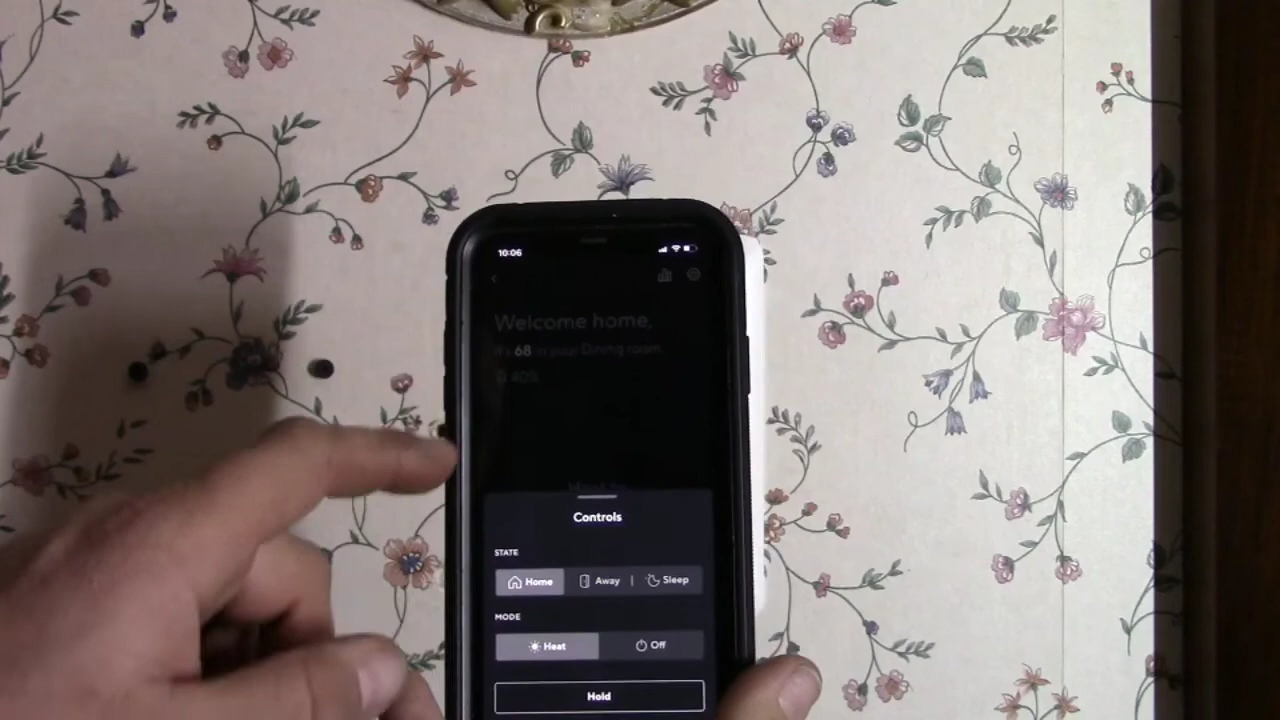 10:06
Welcome home,
It's 68 in your Dining room
40%
Controls
STATE
Home
Away
Sleep
MODE
Heat
Off
Hold